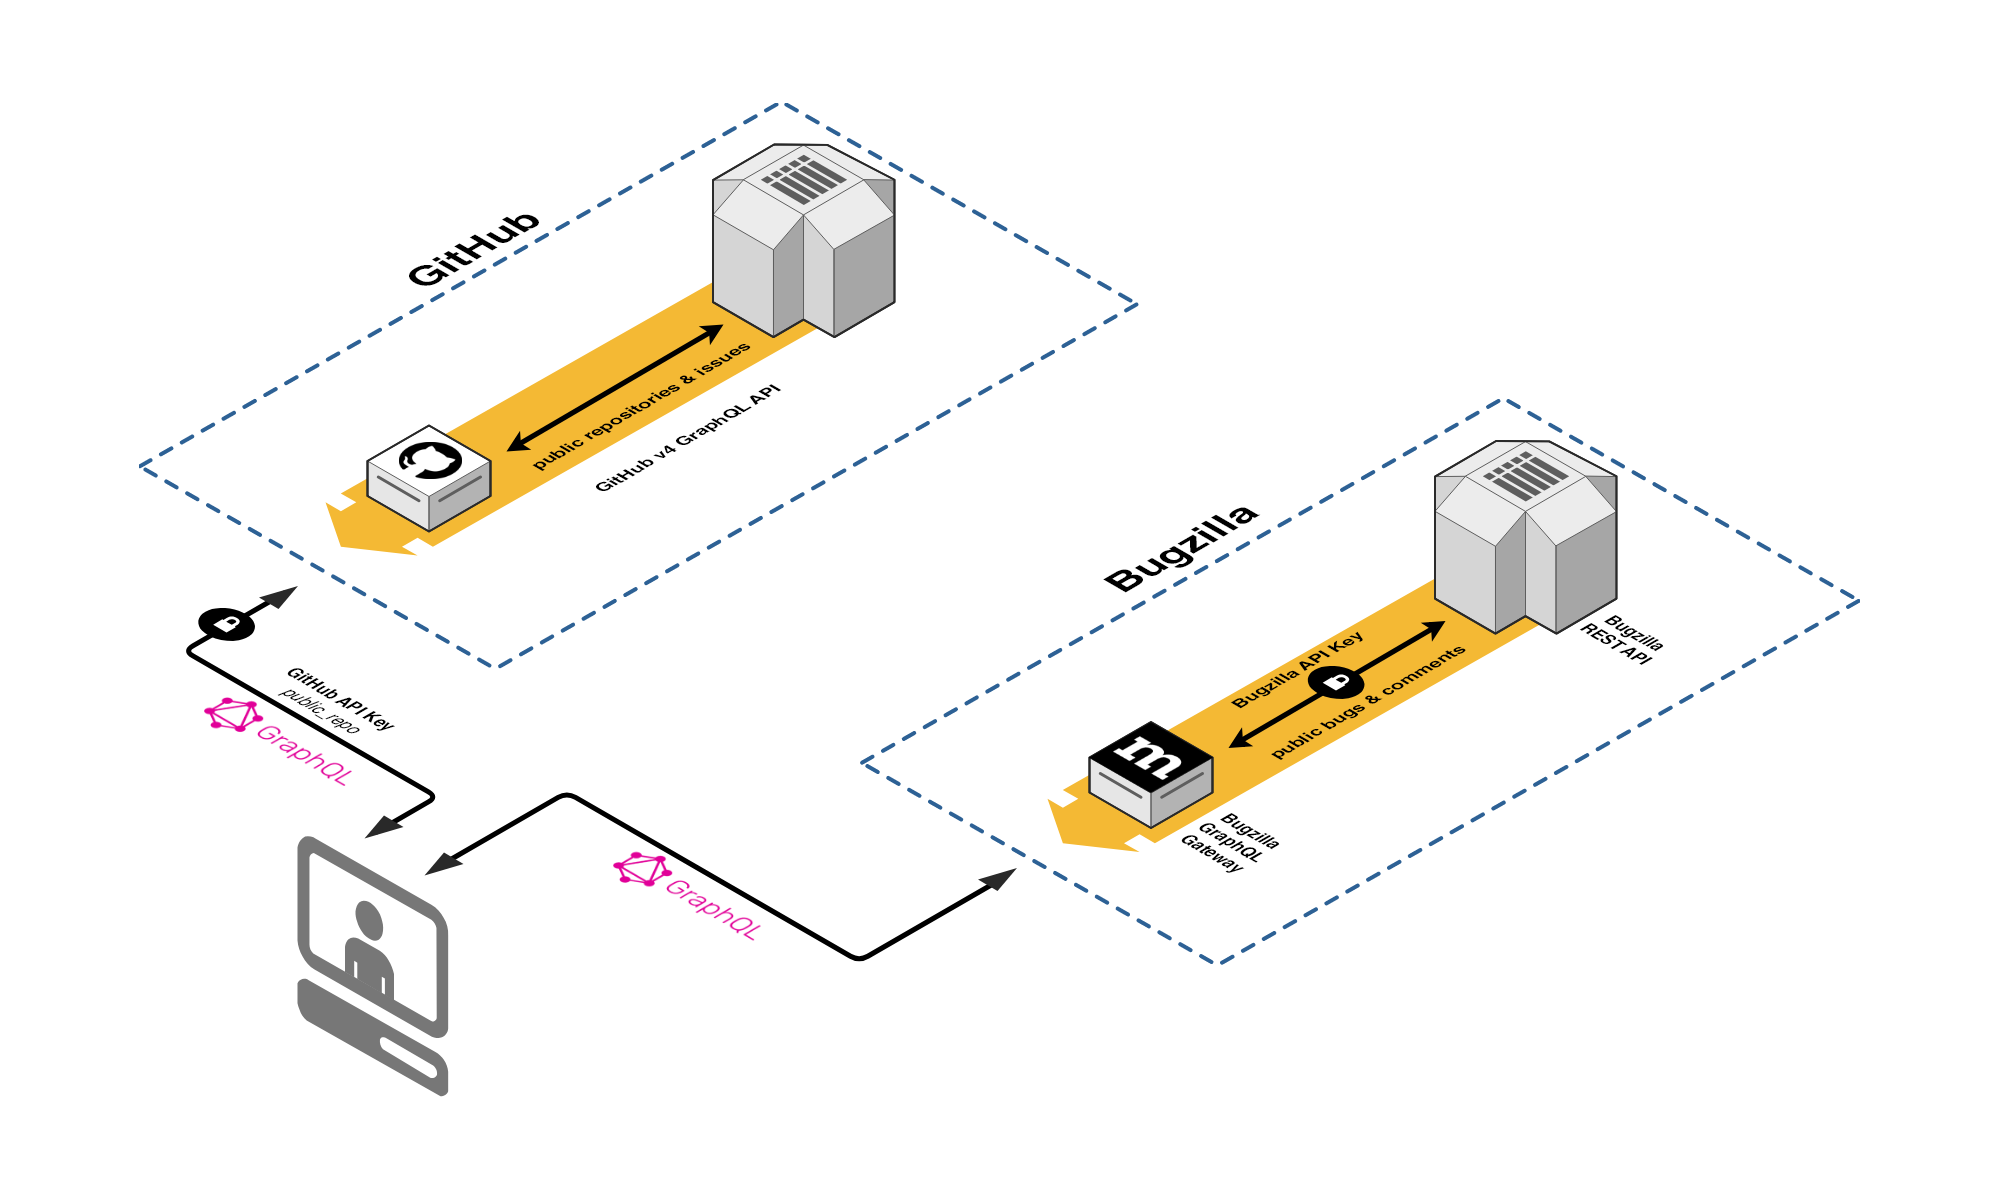 GitHub
public repositories & issues
GitHub v4 GraphQL API
GitHub API Key
public_repo
GraphQL
Bugzilla
Bugzilla API Key
public bugs & comments
Bugzilla
REST API
m
Bugzilla
GraphQL
Gateway
GraphQL